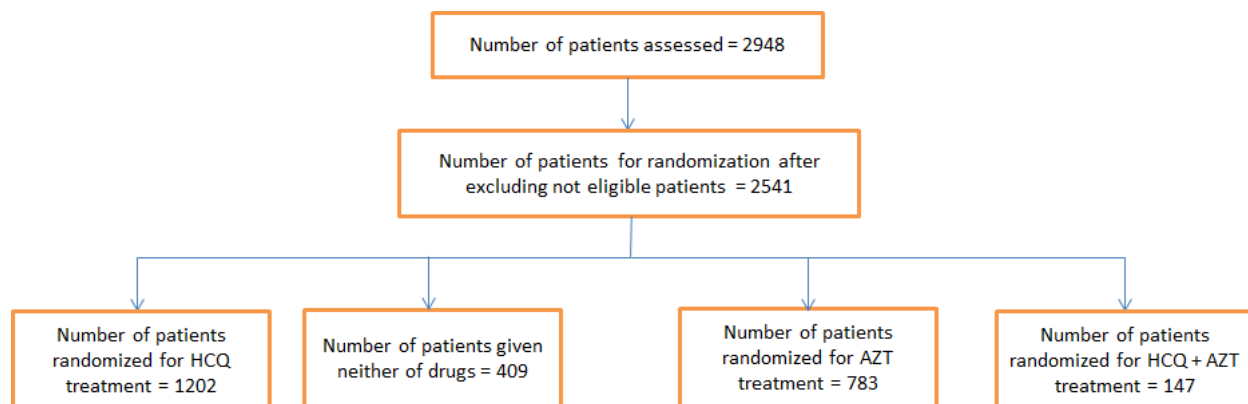 Number of patients assessed = 2948
Number of patients for randomization after
excluding not eligible patients = 2541
Number of patients
randomized for HCQ
treatment = 1202
Number of patients given
neither of drugs = 409
Number of patients
randomized for AZT
treatment = 783
Number of patients
randomized for HCQ + AZT
treatment = 147